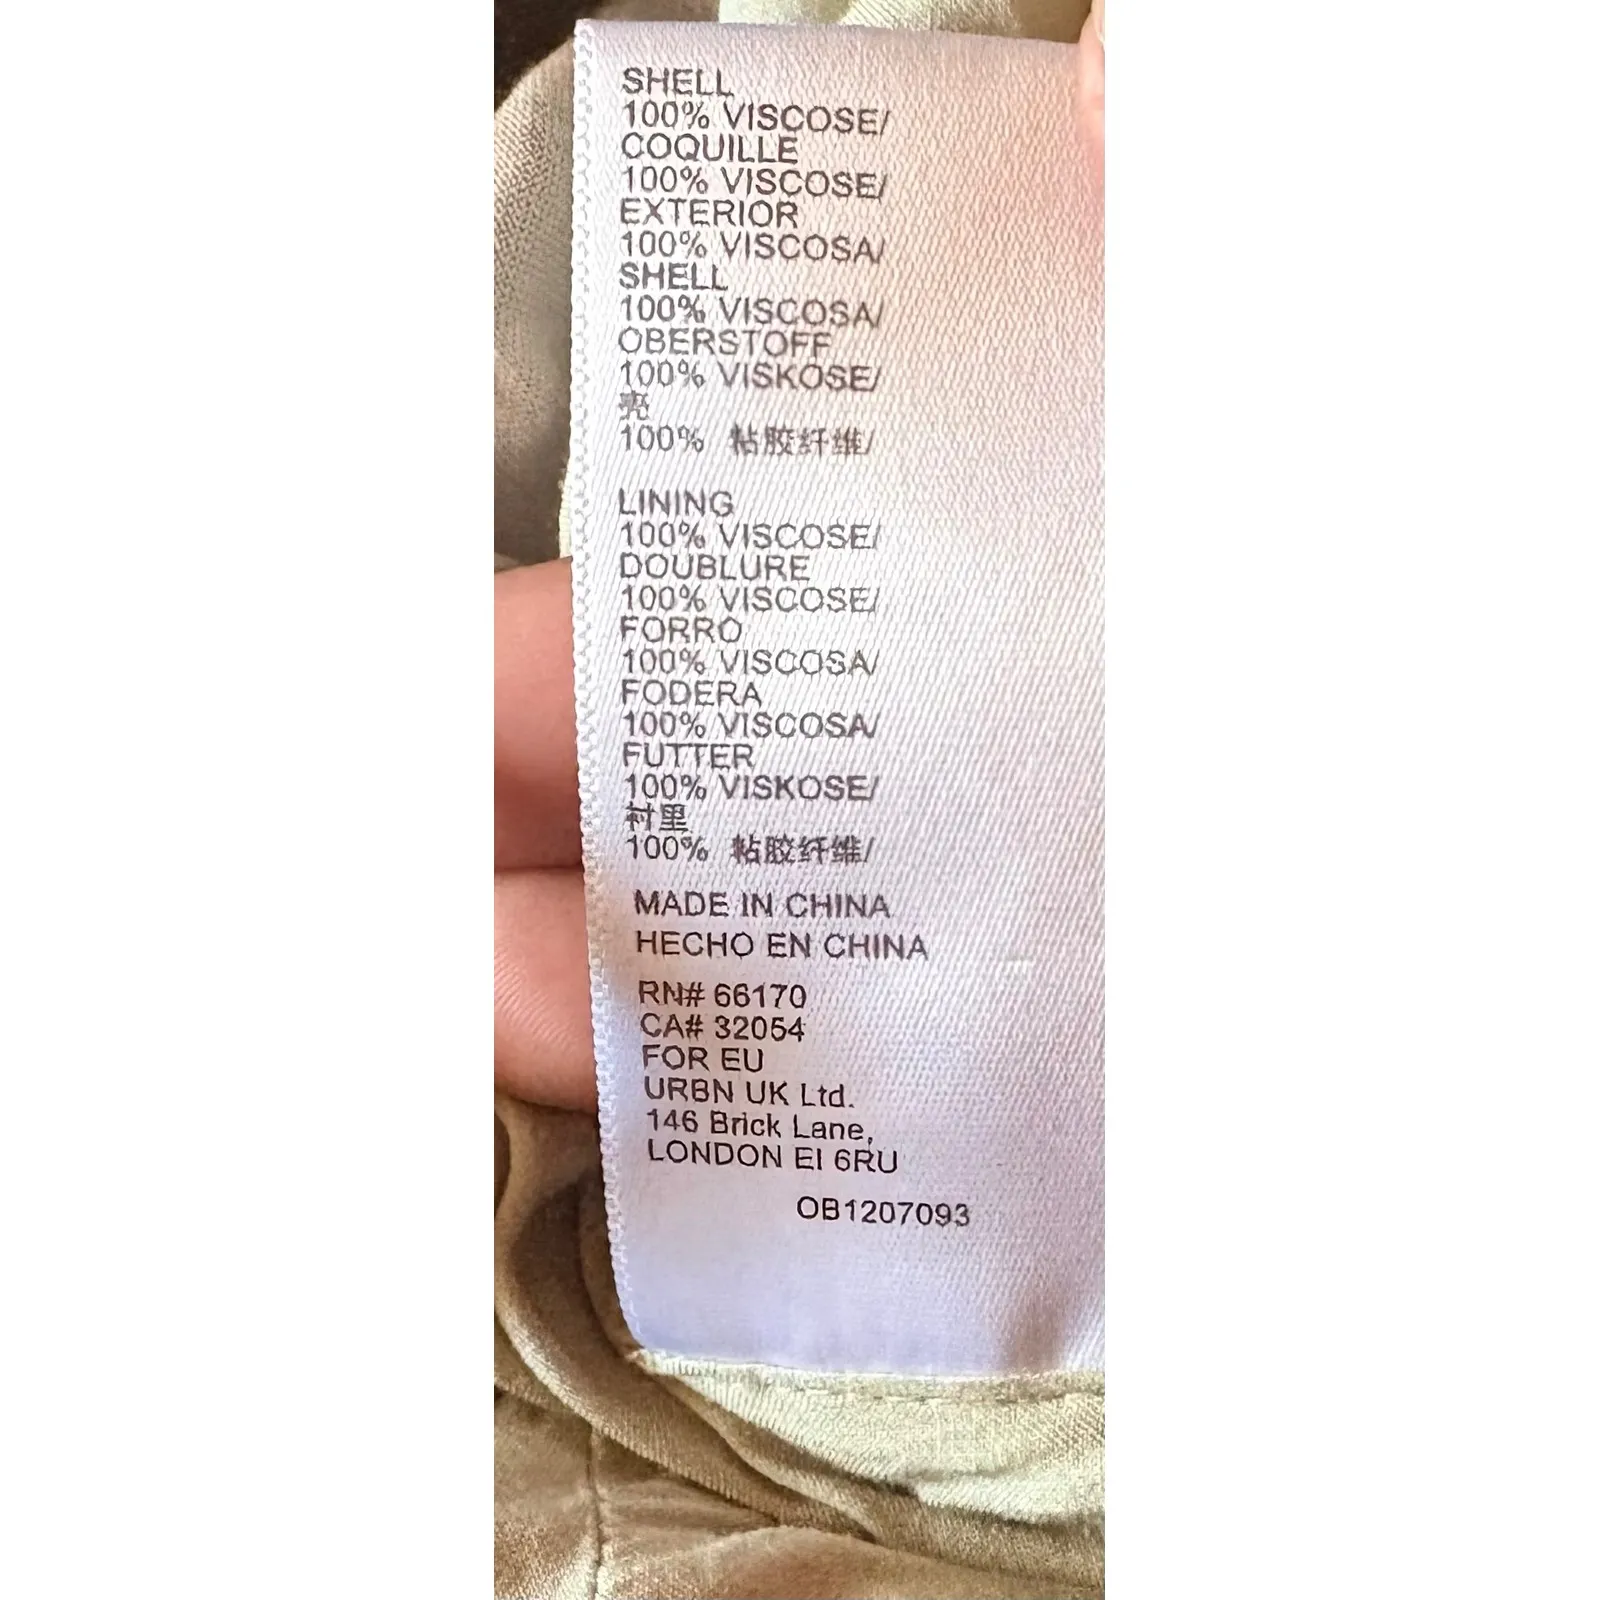 SHELL
100% VISCOSE/
COQUILLE
100% VISCOSE/
EXTERIOR
100% VISCOSA/
SHELL
100% VISCOSA/
OBERSTOFF
100% VISKOSE/
壳
100% 粘胶纤维/
LINING
100% VISCOSE/
DOUBLURE
100% VISCOSE/
FORRO
100% VISCOSA/
FODERA
100% VISCOSA/
FUTTER
100% VISKOSE/
衬里
100% 粘胶纤维/
MADE IN CHINA
HECHO EN CHINA
RN# 66170
CA# 32054
FOR EU
URBN UK Ltd.
146 Brick Lane,
LONDON EI 6RU
OB1207093